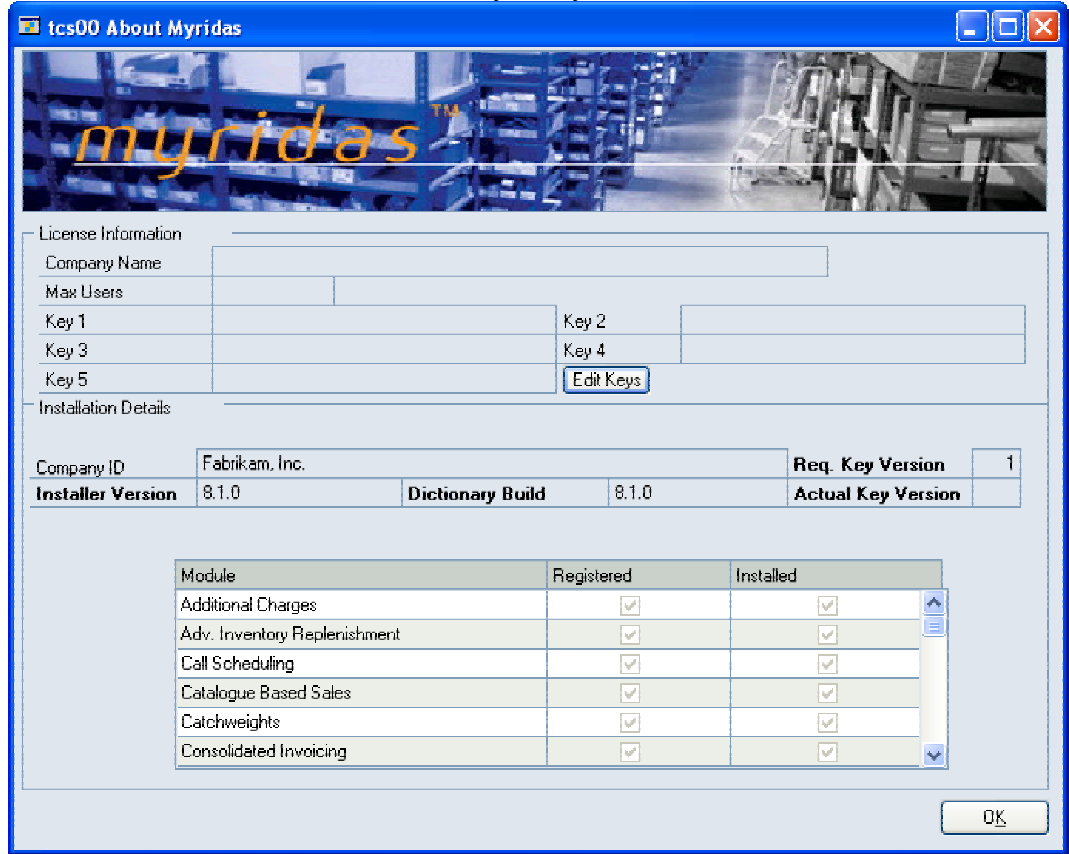 tcs00 About Myridas
myridas™
License Information
Company Name
Max Users
Key 1 Key 2
Key 3 Key 4
Key 5 Edit Keys
Installation Details
Company ID Fabrikam, Inc. Req. Key Version 1
Installer Version 8.1.0 Dictionary Build 8.1.0 Actual Key Version
Module Registered Installed
Additional Charges
Adv. Inventory Replenishment
Call Scheduling
Catalogue Based Sales
Catchweights
Consolidated Invoicing
OK